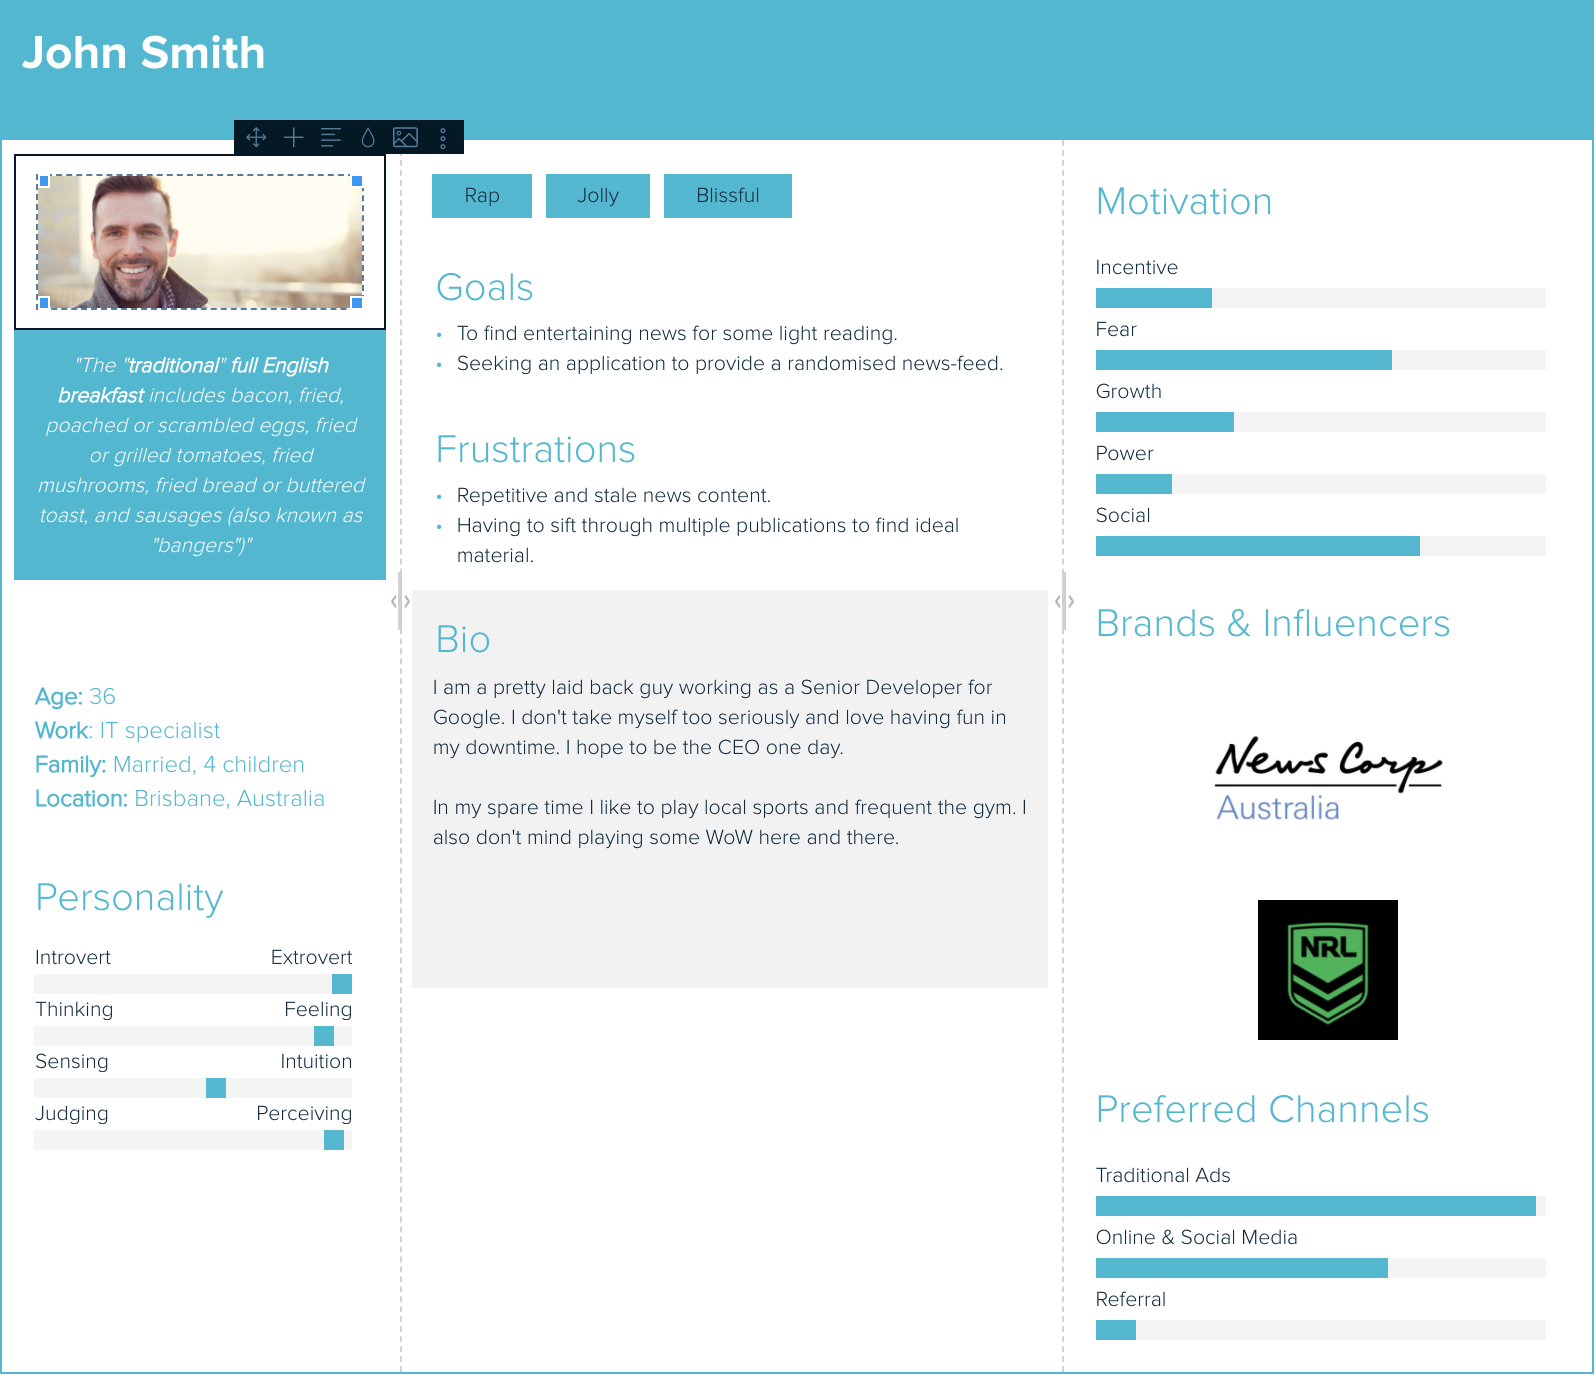 John Smith
"The "traditional" full English
breakfast includes bacon, fried,
poached or scrambled eggs, fried
or grilled tomatoes, fried
mushrooms, fried bread or buttered
toast, and sausages (also known as
"bangers")"
Age: 36
Work: IT specialist
Family: Married, 4 children
Location: Brisbane, Australia
Personality
Introvert Extrovert
Thinking Feeling
Sensing Intuition
Judging Perceiving
Rap Jolly Blissful
Goals
• To find entertaining news for some light reading.
• Seeking an application to provide a randomised news-feed.
Frustrations
• Repetitive and stale news content.
• Having to sift through multiple publications to find ideal
material.
Bio
I am a pretty laid back guy working as a Senior Developer for
Google. I don't take myself too seriously and love having fun in
my downtime. I hope to be the CEO one day.
In my spare time I like to play local sports and frequent the gym. I
also don't mind playing some WoW here and there.
Motivation
Incentive
Fear
Growth
Power
Social
Brands & Influencers
News Corp
Australia
NRL
Preferred Channels
Traditional Ads
Online & Social Media
Referral